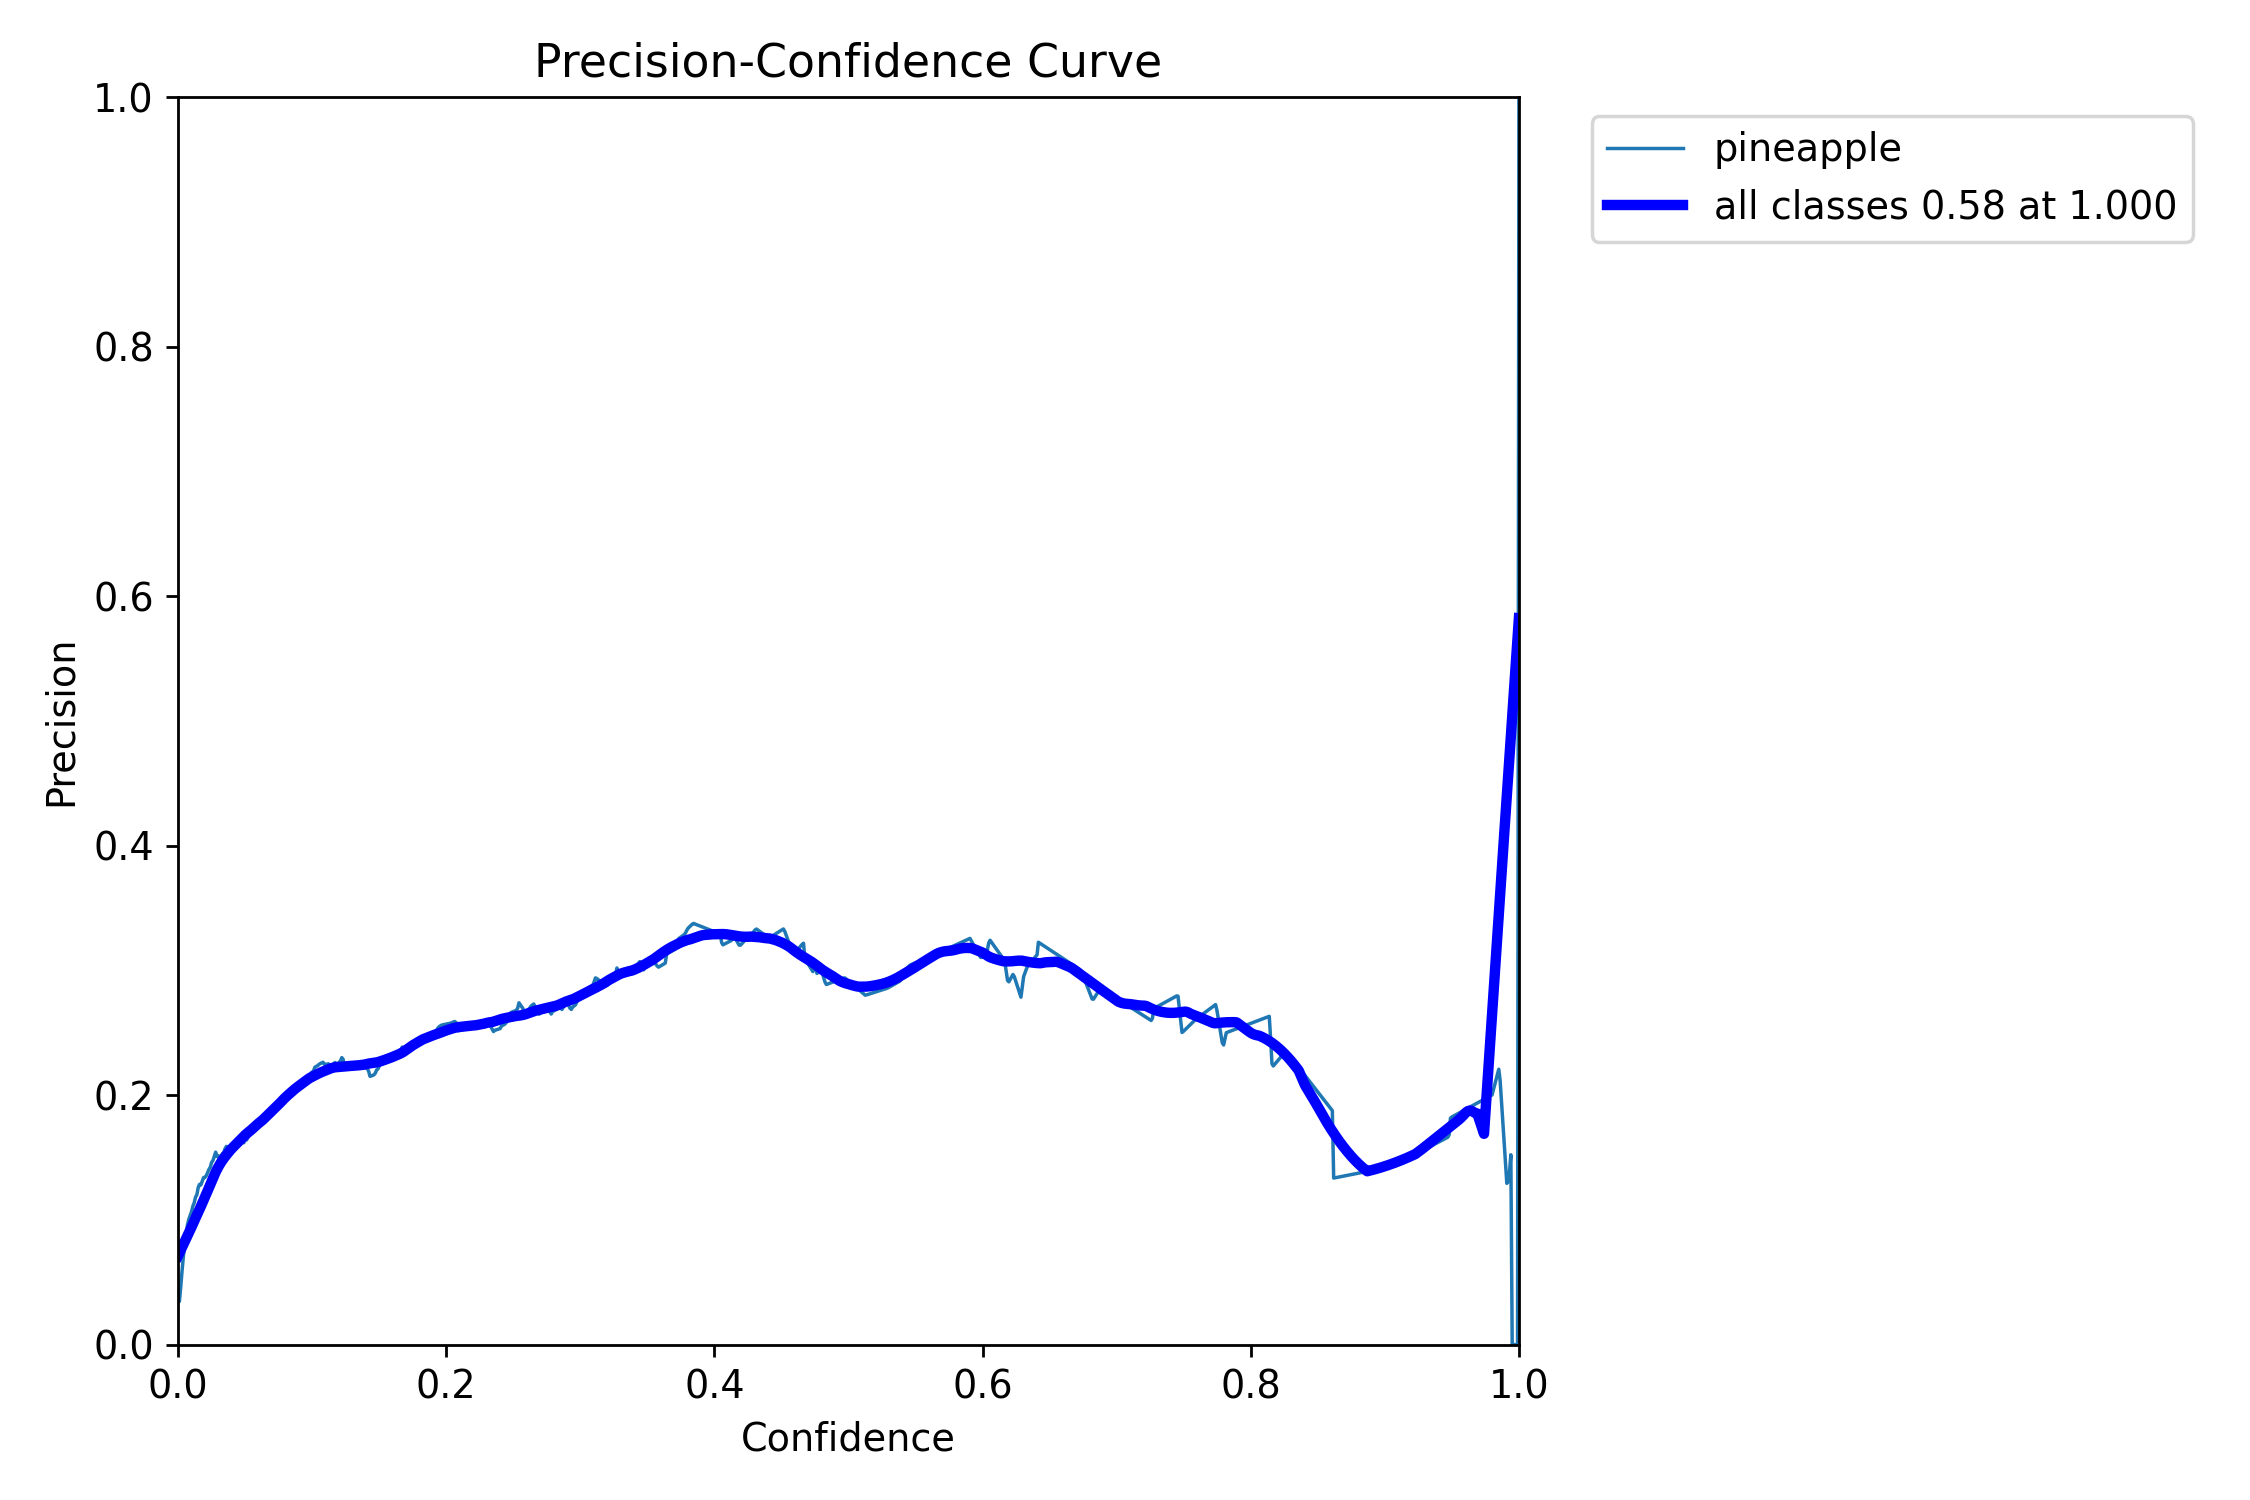 Precision-Confidence Curve
pineapple
all classes 0.58 at 1.000
1.0
0.8
0.6
0.4
0.2
0.0
Precision
0.0 0.2 0.4 0.6 0.8 1.0
Confidence